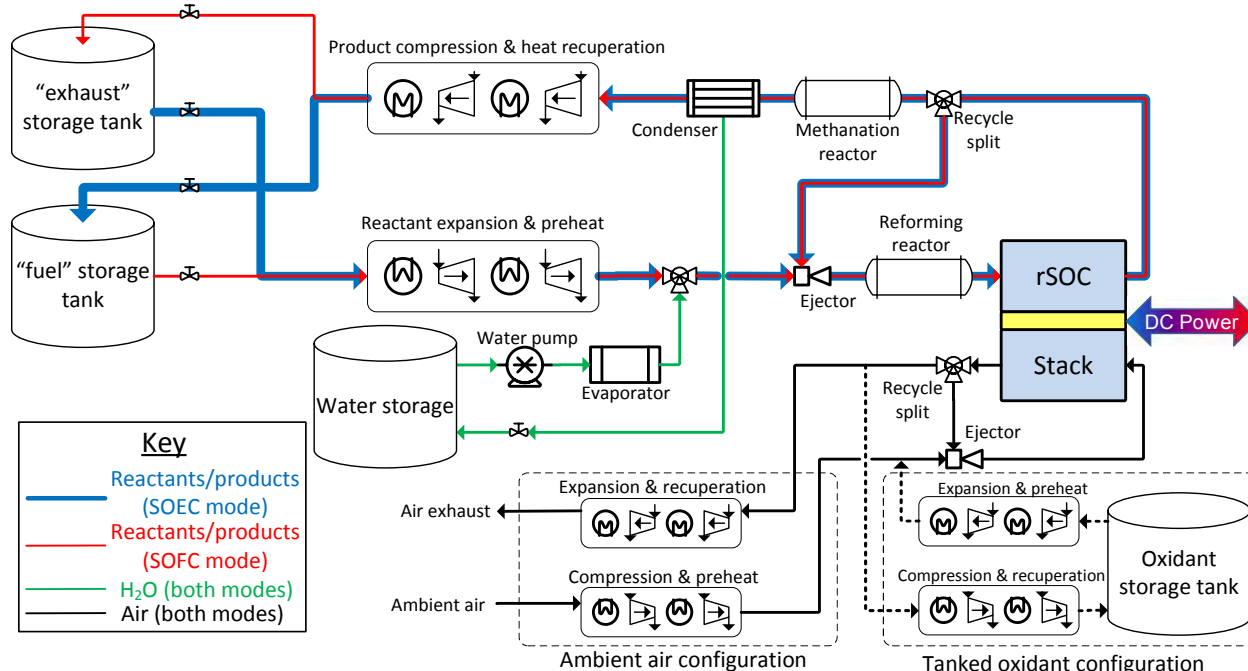 Product compression & heat recuperation
“exhaust”
storage tank
Condenser
Methanation
reactor
Recycle
split
Reactant expansion & preheat
Reforming
reactor
“fuel” storage
tank
Ejector
rSOC
DC Power
Stack
Water pump
Evaporator
Water storage
Recycle
split
Ejector
Key
Reactants/products
(SOEC mode)
Reactants/products
(SOFC mode)
H₂O (both modes)
Air (both modes)
Expansion & recuperation
Air exhaust
Compression & preheat
Ambient air
Ambient air configuration
Expansion & preheat
Oxidant
storage tank
Compression & recuperation
Tanked oxidant configuration